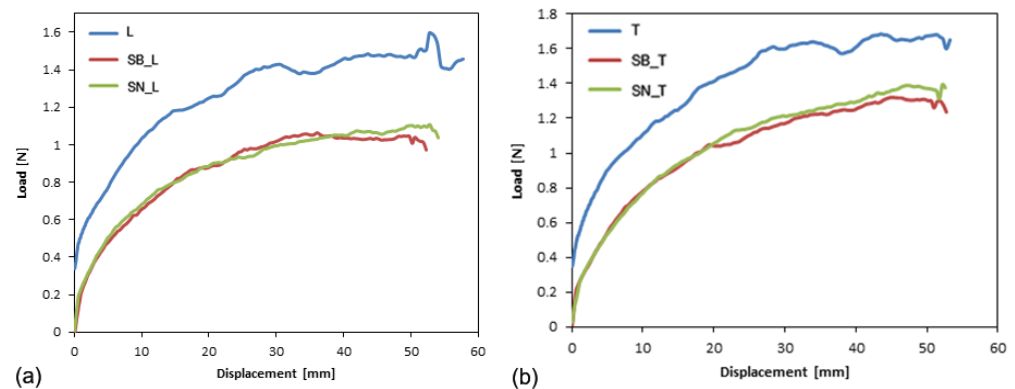 1.6
1.4
1.2
1
0.8
0.6
0.4
0.2
0
Load [N]
L
SB_L
SN_L
0 10 20 30 40 50 60
Displacement [mm]
(a)
1.8
1.6
1.4
1.2
1
0.8
0.6
0.4
0.2
0
Load [N]
T
SB_T
SN_T
0 10 20 30 40 50 60
Displacement [mm]
(b)